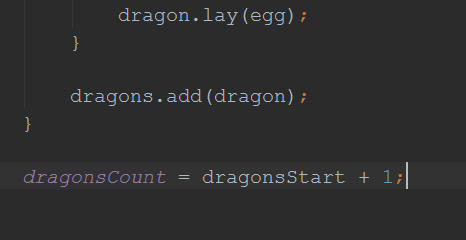 dragon.lay(egg);
}
dragons.add(dragon);
}
dragonsCount = dragonsStart + 1;